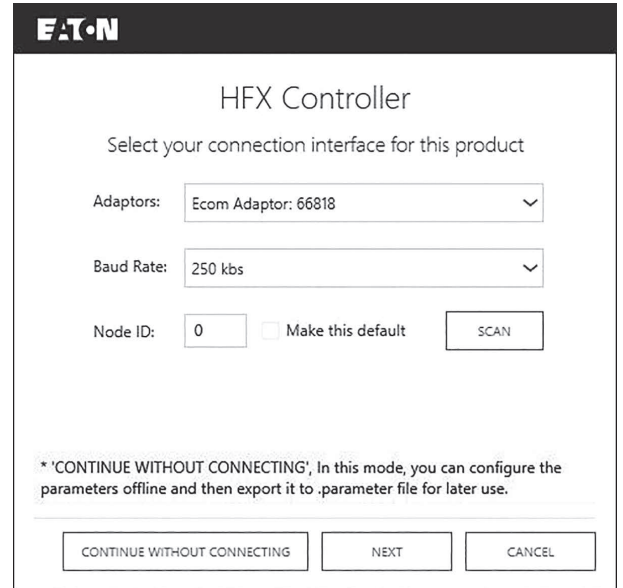 EATON
HFX Controller
Select your connection interface for this product
Adaptors: Ecom Adaptor: 66818
Baud Rate: 250 kbs
Node ID: 0 Make this default SCAN
* 'CONTINUE WITHOUT CONNECTING', In this mode, you can configure the
parameters offline and then export it to .parameter file for later use.
CONTINUE WITHOUT CONNECTING NEXT CANCEL